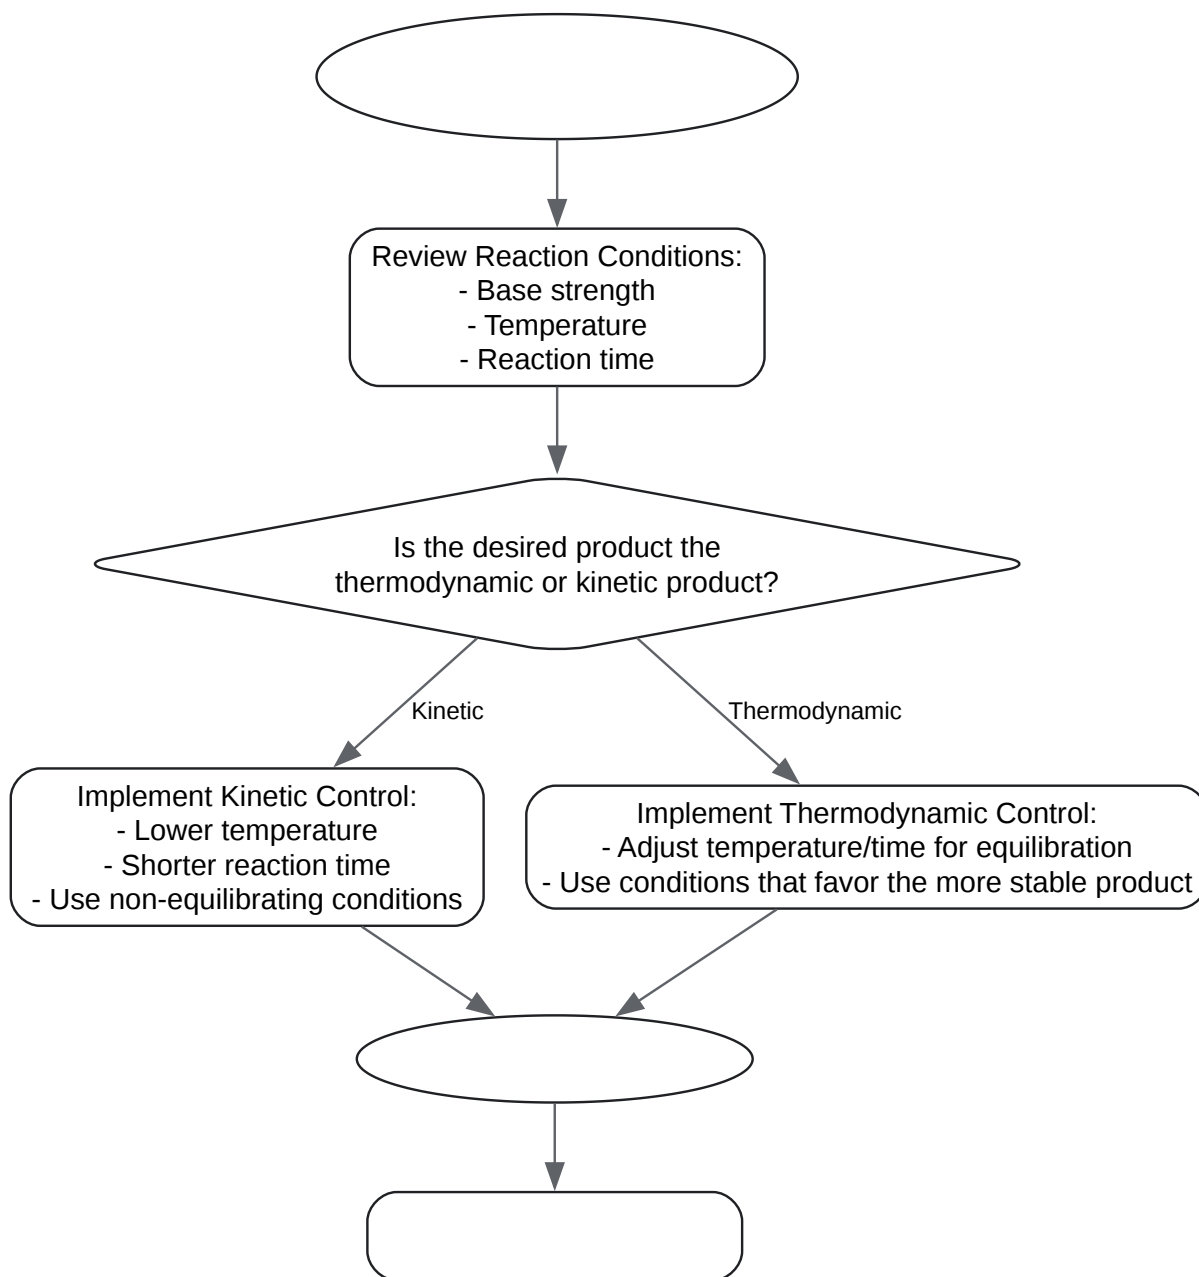 Review Reaction Conditions:
- Base strength
- Temperature
- Reaction time
Is the desired product the
thermodynamic or kinetic product?
Kinetic
Thermodynamic
Implement Kinetic Control:
- Lower temperature
- Shorter reaction time
- Use non-equilibrating conditions
Implement Thermodynamic Control:
- Adjust temperature/time for equilibration
- Use conditions that favor the more stable product